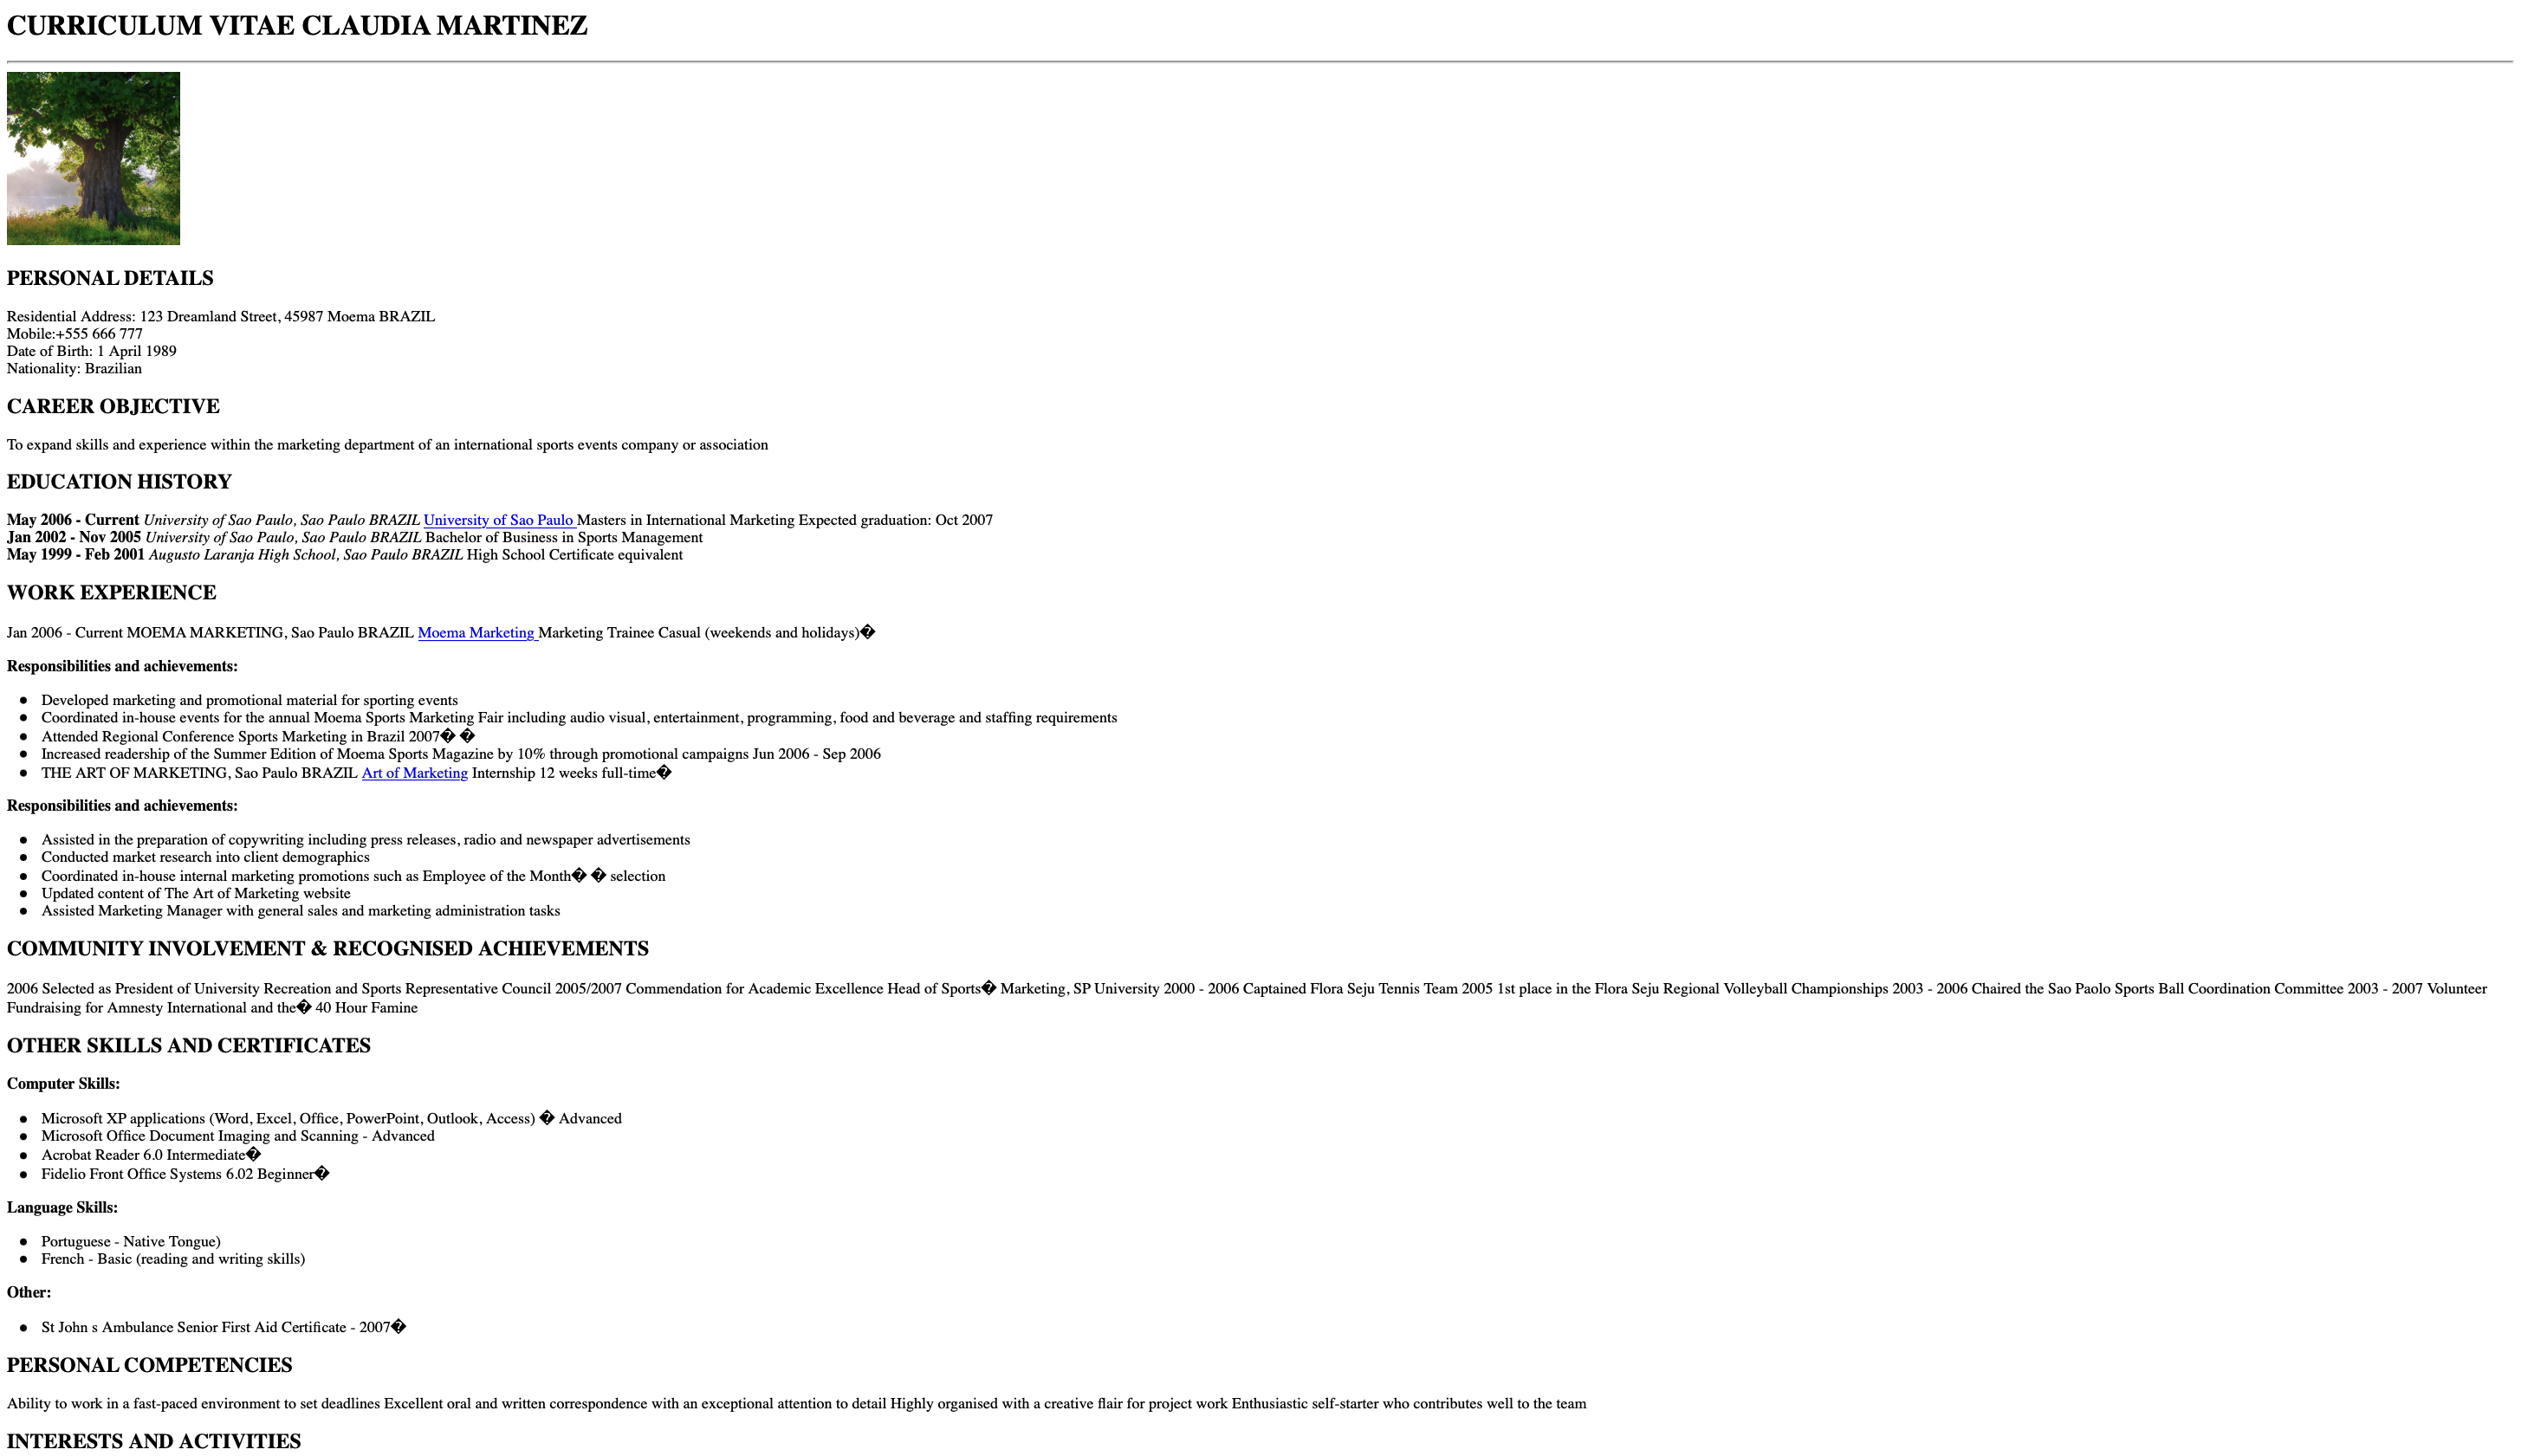 CURRICULUM VITAE CLAUDIA MARTINEZ
PERSONAL DETAILS
Residential Address: 123 Dreamland Street, 45987 Moema BRAZIL
Mobile:+555 666 777
Date of Birth: 1 April 1989
Nationality: Brazilian
CAREER OBJECTIVE
To expand skills and experience within the marketing department of an international sports events company or association
EDUCATION HISTORY
May 2006 - Current University of Sao Paulo, Sao Paulo BRAZIL University of Sao Paulo Masters in International Marketing Expected graduation: Oct 2007
Jan 2002 - Nov 2005 University of Sao Paulo, Sao Paulo BRAZIL Bachelor of Business in Sports Management
May 1999 - Feb 2001 Augusto Laranja High School, Sao Paulo BRAZIL High School Certificate equivalent
WORK EXPERIENCE
Jan 2006 - Current MOEMA MARKETING, Sao Paulo BRAZIL Moema Marketing Marketing Trainee Casual (weekends and holidays)�
Responsibilities and achievements:
● Developed marketing and promotional material for sporting events
● Coordinated in-house events for the annual Moema Sports Marketing Fair including audio visual, entertainment, programming, food and beverage and staffing requirements
● Attended Regional Conference Sports Marketing in Brazil 2007� �
● Increased readership of the Summer Edition of Moema Sports Magazine by 10% through promotional campaigns Jun 2006 - Sep 2006
● THE ART OF MARKETING, Sao Paulo BRAZIL Art of Marketing Internship 12 weeks full-time�
Responsibilities and achievements:
● Assisted in the preparation of copywriting including press releases, radio and newspaper advertisements
● Conducted market research into client demographics
● Coordinated in-house internal marketing promotions such as Employee of the Month� � selection
● Updated content of The Art of Marketing website
● Assisted Marketing Manager with general sales and marketing administration tasks
COMMUNITY INVOLVEMENT & RECOGNISED ACHIEVEMENTS
2006 Selected as President of University Recreation and Sports Representative Council 2005/2007 Commendation for Academic Excellence Head of Sports� Marketing, SP University 2000 - 2006 Captained Flora Seju Tennis Team 2005 1st place in the Flora Seju Regional Volleyball Championships 2003 - 2006 Chaired the Sao Paolo Sports Ball Coordination Committee 2003 - 2007 Volunteer
Fundraising for Amnesty International and the� 40 Hour Famine
OTHER SKILLS AND CERTIFICATES
Computer Skills:
● Microsoft XP applications (Word, Excel, Office, PowerPoint, Outlook, Access) � Advanced
● Microsoft Office Document Imaging and Scanning - Advanced
● Acrobat Reader 6.0 Intermediate�
● Fidelio Front Office Systems 6.02 Beginner�
Language Skills:
● Portuguese - Native Tongue)
● French - Basic (reading and writing skills)
Other:
● St John s Ambulance Senior First Aid Certificate - 2007�
PERSONAL COMPETENCIES
Ability to work in a fast-paced environment to set deadlines Excellent oral and written correspondence with an exceptional attention to detail Highly organised with a creative flair for project work Enthusiastic self-starter who contributes well to the team
INTERESTS AND ACTIVITIES